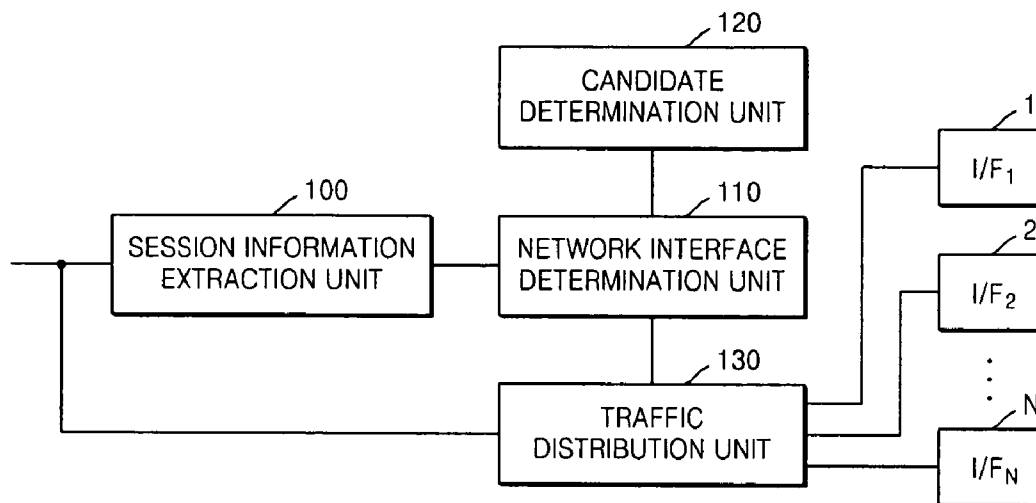 120
CANDIDATE
DETERMINATION UNIT
1
I/F1
100
SESSION INFORMATION
EXTRACTION UNIT
110
NETWORK INTERFACE
DETERMINATION UNIT
2
I/F2
130
TRAFFIC
DISTRIBUTION UNIT
N
I/FN